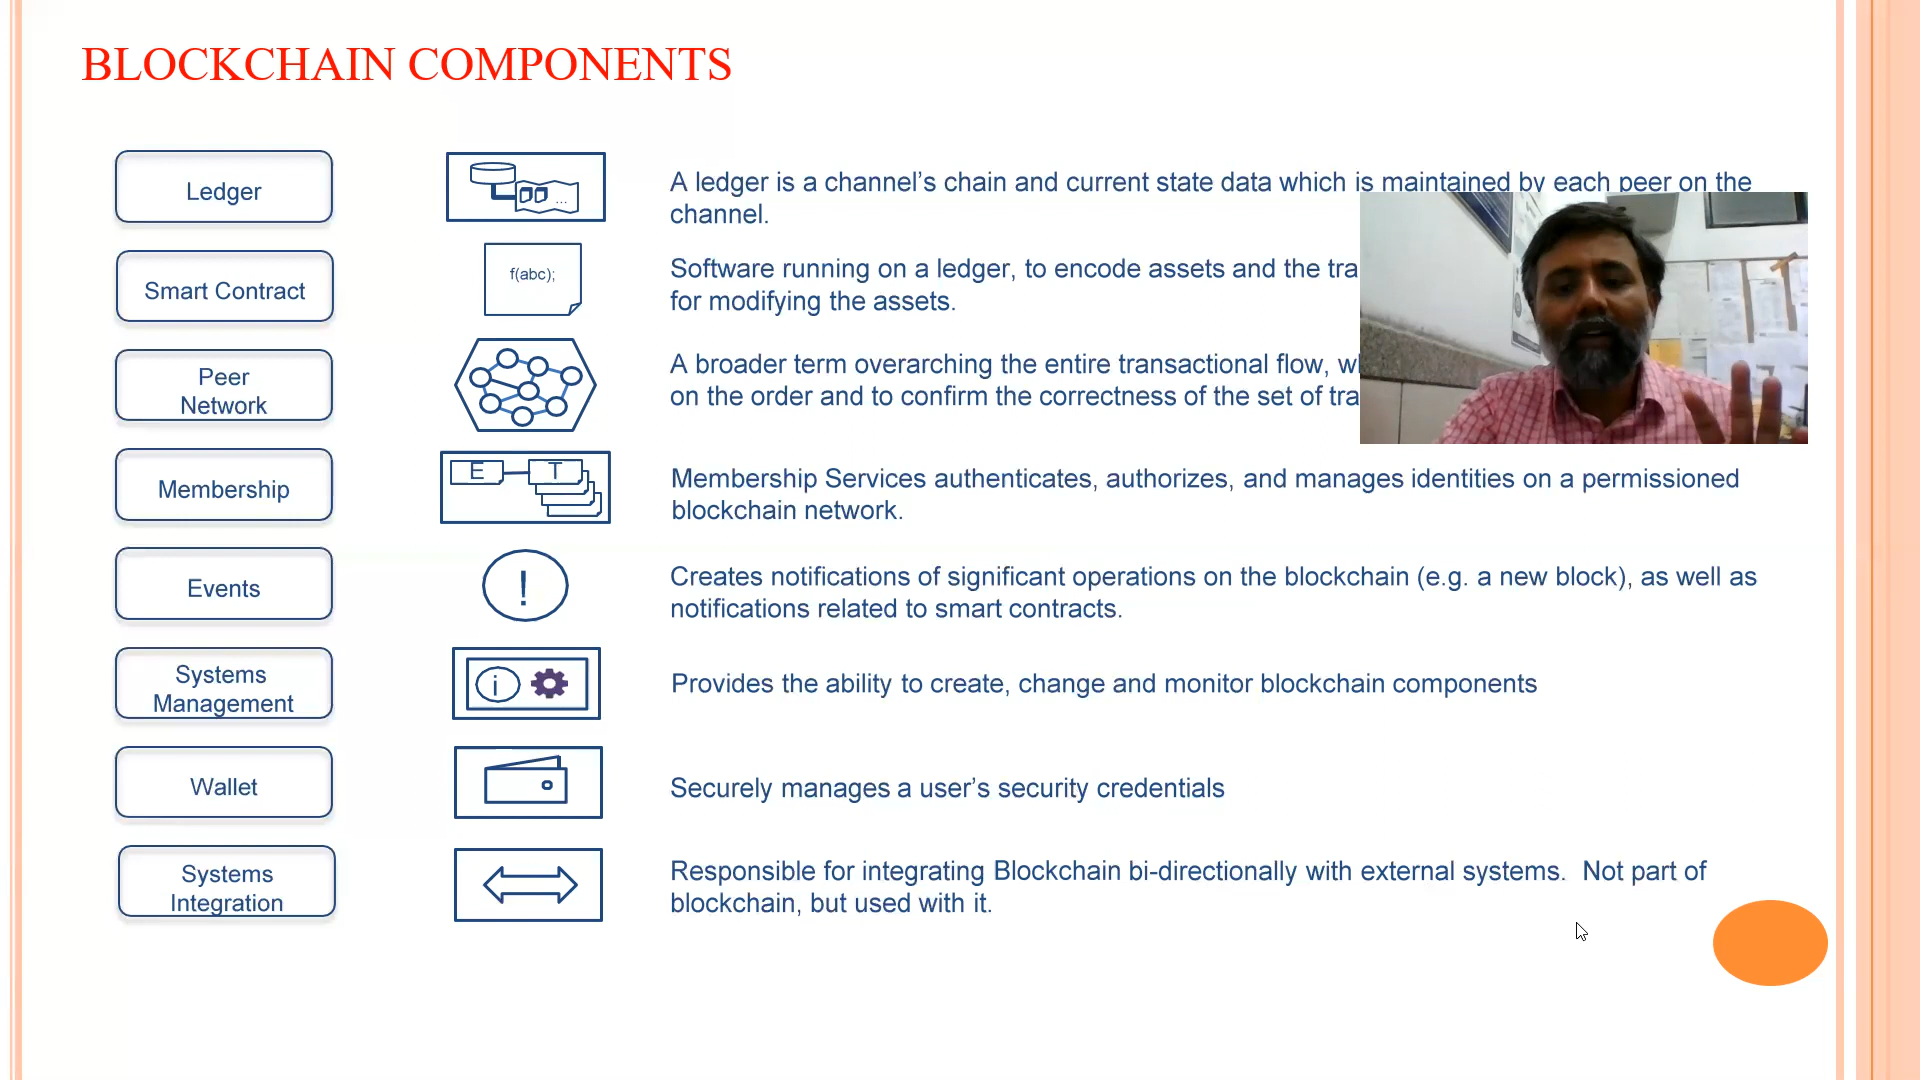 BLOCKCHAIN COMPONENTS
Ledger
...
A ledger is a channel's chain and current state data which is maintained by each peer on the
channel.
Smart Contract
f(abc);
Software running on a ledger, to encode assets and the
for modifying the assets.
Peer
Network
A broader term overarching the entire transactional flow,
on the order and to confirm the correctness of the set of
Membership
E T
Membership Services authenticates, authorizes, and manages identities on a permissioned
blockchain network.
Events
!
Creates notifications of significant operations on the blockchain (e.g. a new block), as well as
notifications related to smart contracts.
Systems
Management
i
Provides the ability to create, change and monitor blockchain components
Wallet
Securely manages a user's security credentials
Systems
Integration
Responsible for integrating Blockchain bi-directionally with external systems. Not part of
blockchain, but used with it.